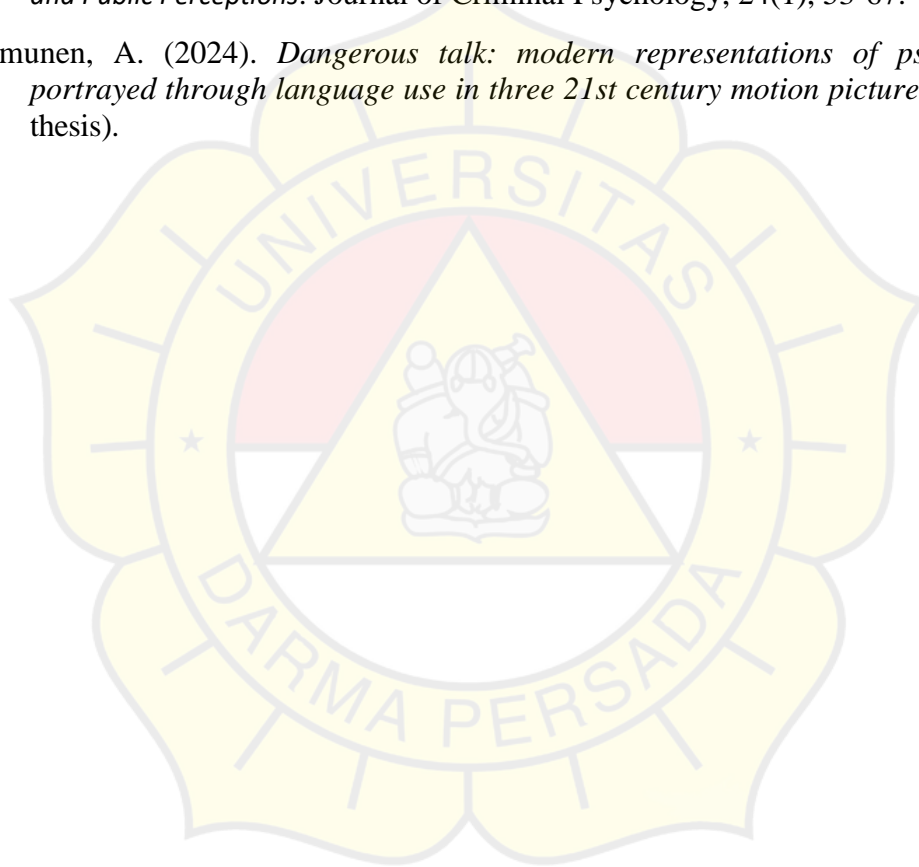 and Public Perceptions. Journal of Criminal Psychology, 24(1), 53-67.
munen, A. (2024). Dangerous talk: modern representations of ps
portrayed through language use in three 21st century motion picture
thesis).
UNIVERSITAS
DARMA PERSADA